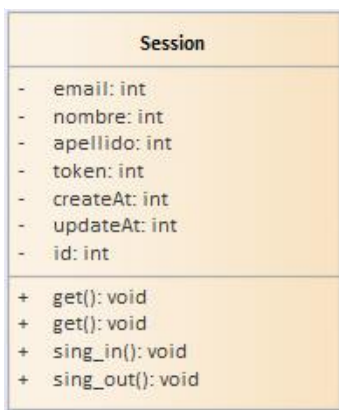 Session
- email: int
- nombre: int
- apellido: int
- token: int
- createAt: int
- updateAt: int
- id: int
+ get(): void
+ get(): void
+ sing_in(): void
+ sing_out(): void